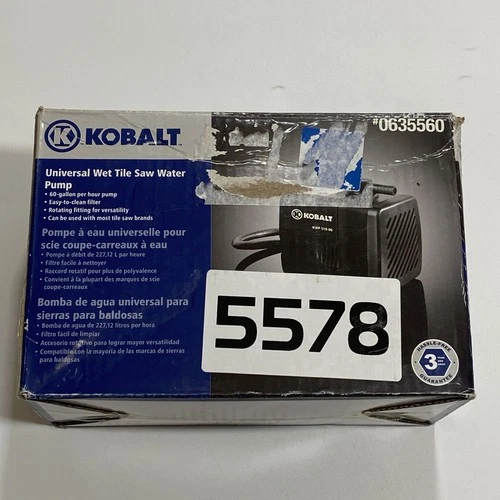 K KOBALT
#0635560
Universal Wet Tile Saw Water
Pump
• 60-gallon per hour pump
• Easy-to-clean filter
• Rotating fitting for versatility
• Can be used with most tile saw brands
Pompe à eau universelle pour
scie coupe-carreaux à eau
• Pompe à débit de 227,12 L par heure
• Filtre facile à nettoyer
• Raccord rotatif pour plus de polyvalence
• Convient à la plupart des marques de scie
coupe-carreaux
Bomba de agua universal para
sierras para baldosas
• Bomba de agua de 227,12 litros por hora
• Filtro fácil de limpiar
• Accesorio rotativo para lograr mayor versatilidad
• Compatible con la mayoría de las marcas de sierras
para baldosas
K KOBALT
5578
HASSLE-FREE
3
GUARANTEE